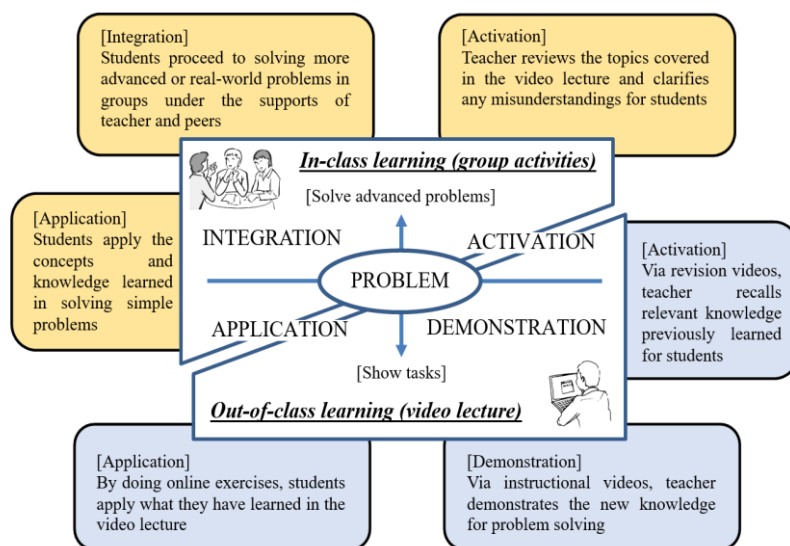 [Integration]
Students proceed to solving more
advanced or real-world problems in
groups under the supports of
teacher and peers
[Activation]
Teacher reviews the topics covered
in the video lecture and clarifies
any misunderstandings for students
In-class learning (group activities)
[Solve advanced problems]
[Application]
Students apply the
concepts and
knowledge learned
in solving simple
problems
INTEGRATION
ACTIVATION
PROBLEM
APPLICATION
DEMONSTRATION
[Activation]
Via revision videos,
teacher recalls
relevant knowledge
previously learned
for students
[Show tasks]
Out-of-class learning (video lecture)
[Application]
By doing online exercises, students
apply what they have learned in the
video lecture
[Demonstration]
Via instructional videos, teacher
demonstrates the new knowledge
for problem solving